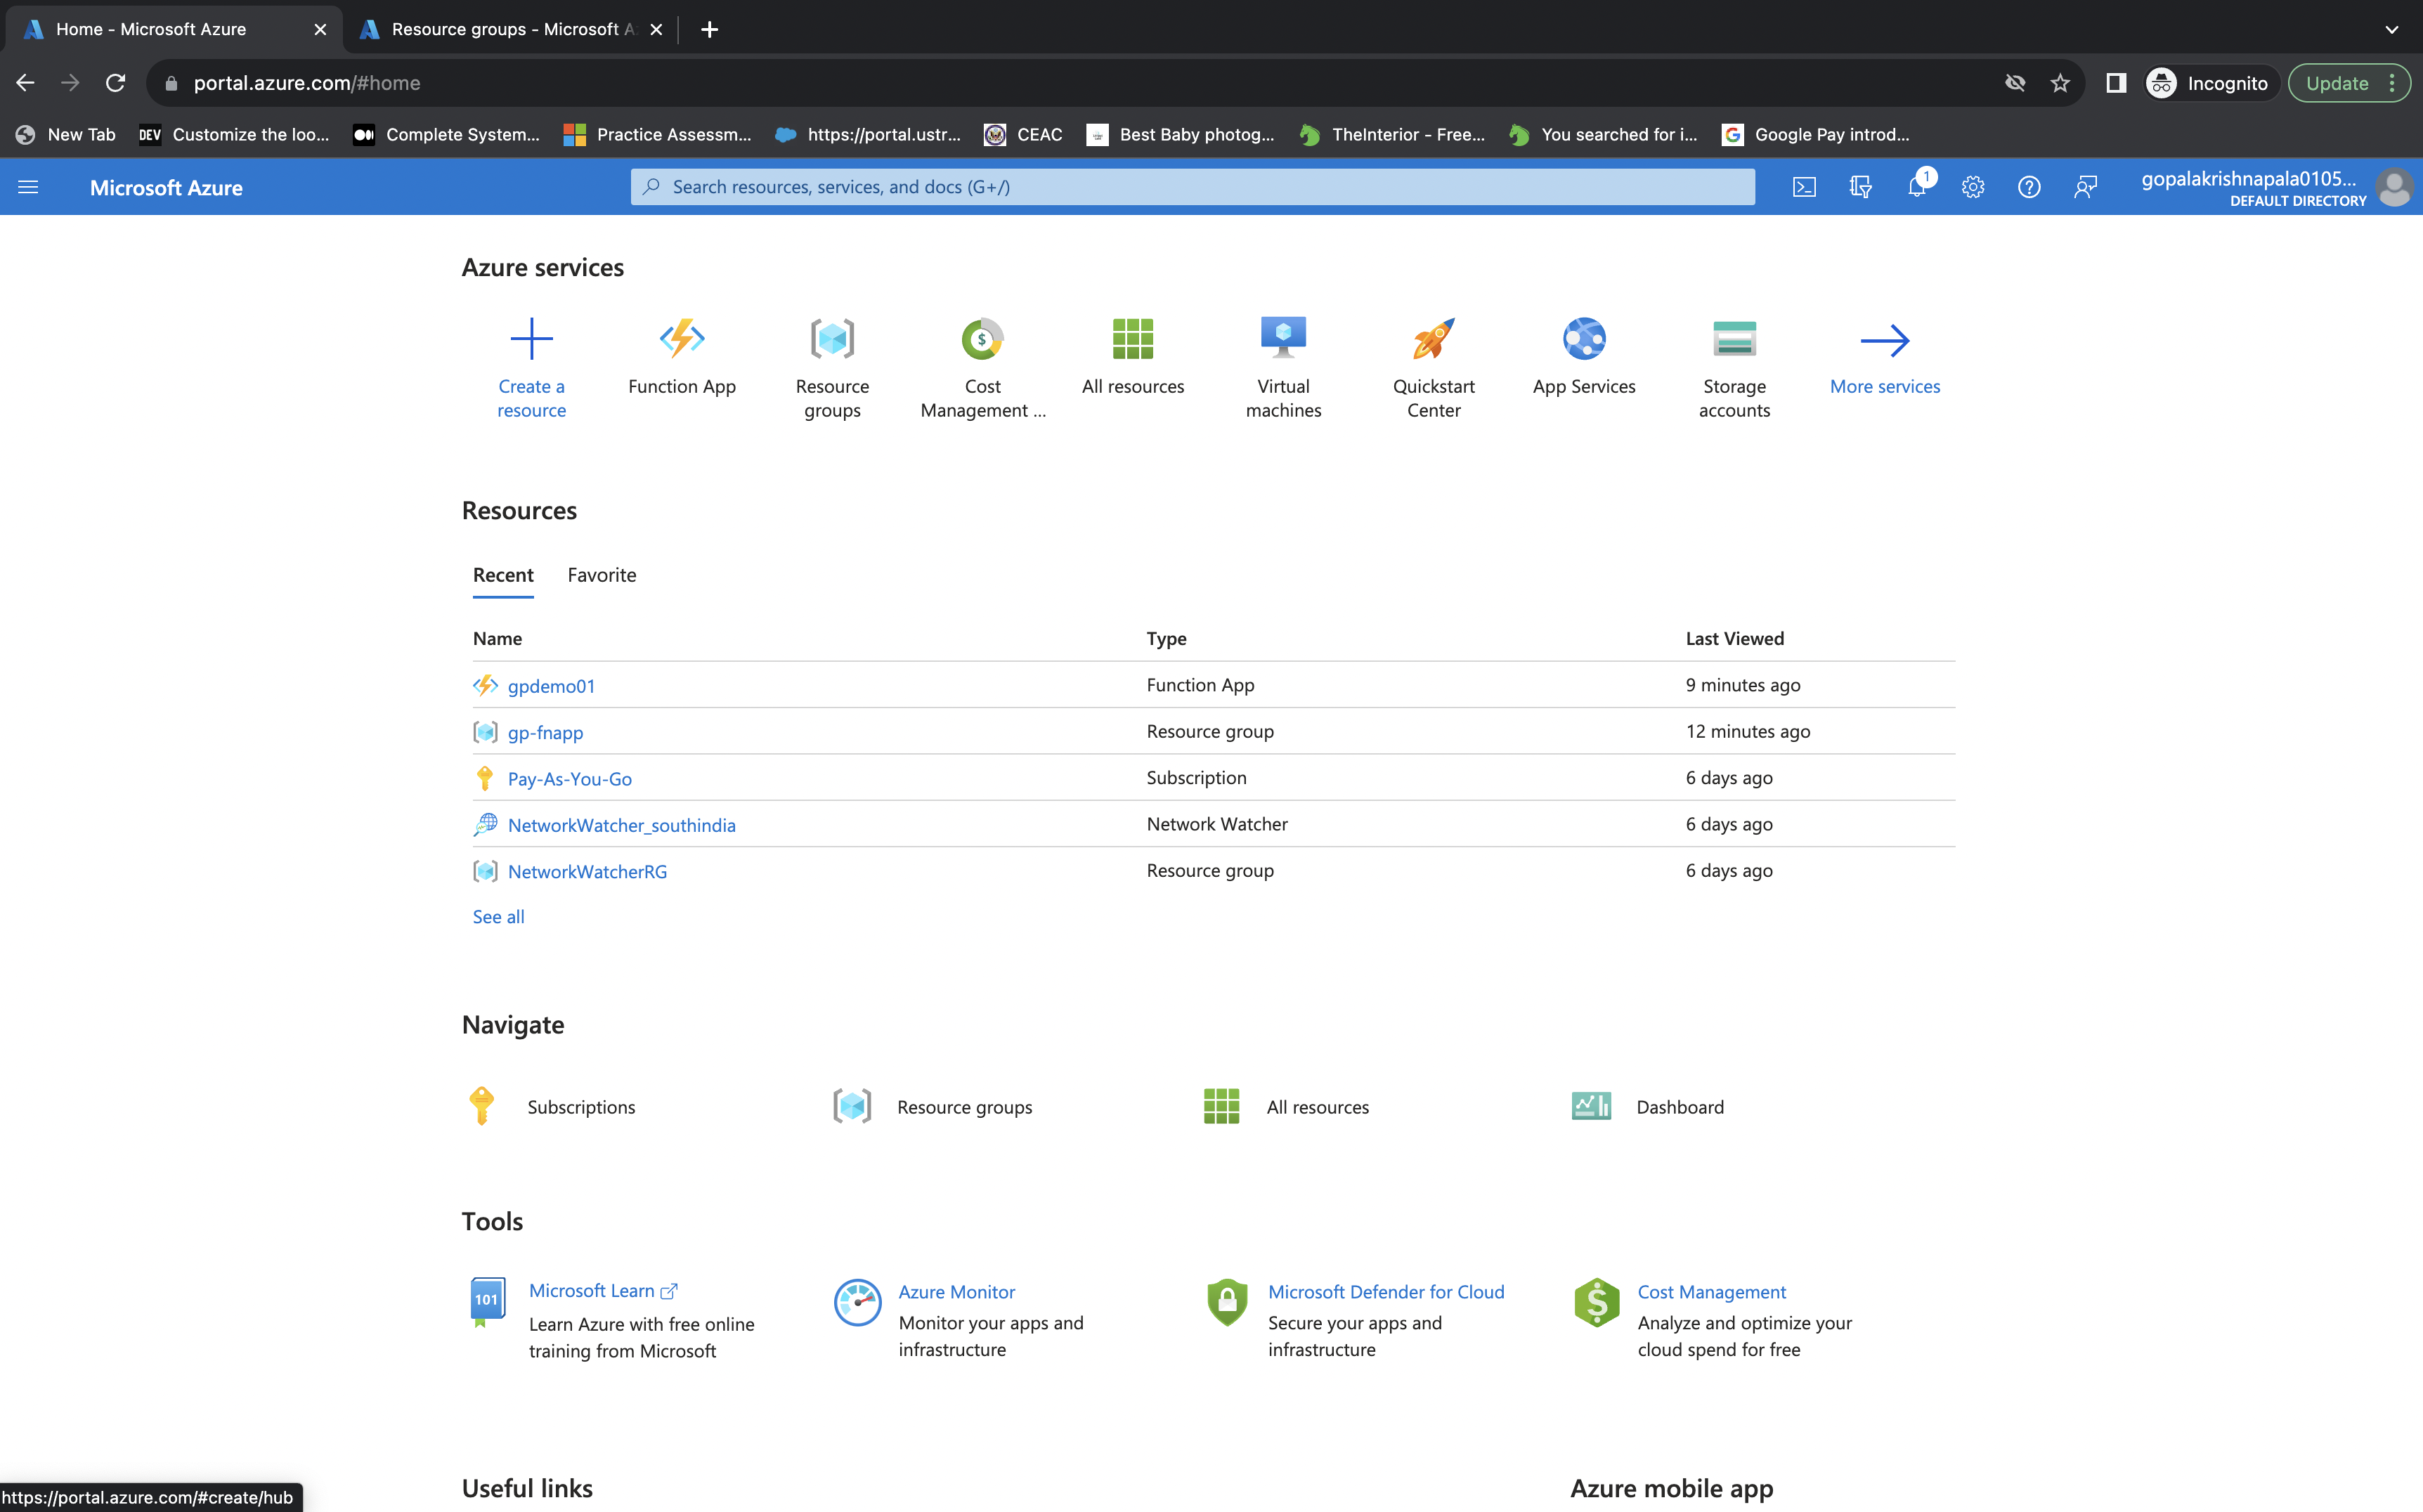 Home - Microsoft Azure
Resource groups - Microsoft A
portal.azure.com/#home
Incognito
Update
New Tab
DEV
Customize the loo...
Complete System...
Practice Assessm...
https://portal.ustr...
CEAC
Best Baby photog...
TheInterior - Free...
You searched for i...
Google Pay introd...
Microsoft Azure
Search resources, services, and docs (G+/)
1
gopalakrishnapala0105...
DEFAULT DIRECTORY
Azure services
Create a
resource
Function App
Resource
groups
Cost
Management ...
All resources
Virtual
machines
Quickstart
Center
App Services
Storage
accounts
More services
Resources
Recent
Favorite
Name
Type
Last Viewed
gpdemo01
Function App
9 minutes ago
gp-fnapp
Resource group
12 minutes ago
Pay-As-You-Go
Subscription
6 days ago
NetworkWatcher_southindia
Network Watcher
6 days ago
NetworkWatcherRG
Resource group
6 days ago
See all
Navigate
Subscriptions
Resource groups
All resources
Dashboard
Tools
101
Microsoft Learn
Learn Azure with free online
training from Microsoft
Azure Monitor
Monitor your apps and
infrastructure
Microsoft Defender for Cloud
Secure your apps and
infrastructure
Cost Management
Analyze and optimize your
cloud spend for free
Useful links
Azure mobile app
https://portal.azure.com/#create/hub